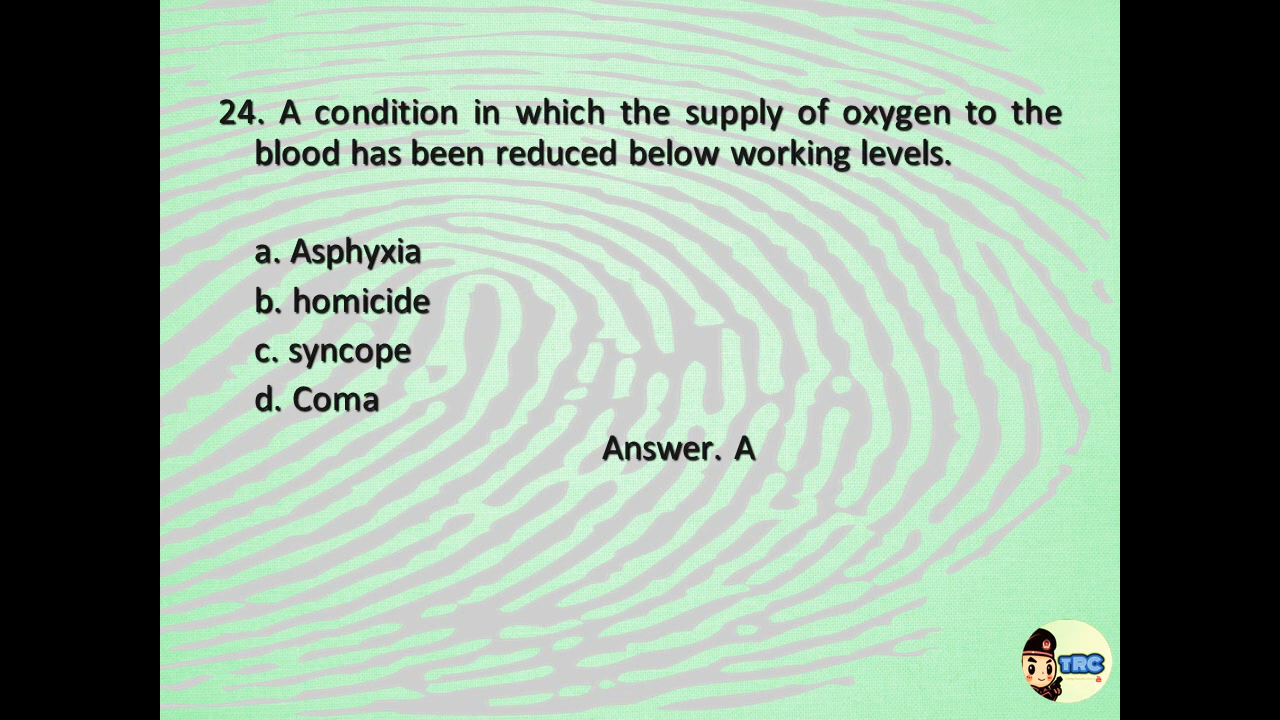 24. A condition in which the supply of oxygen to the
blood has been reduced below working levels.
a. Asphyxia
b. homicide
c. syncope
d. Coma
Answer. A
TRC